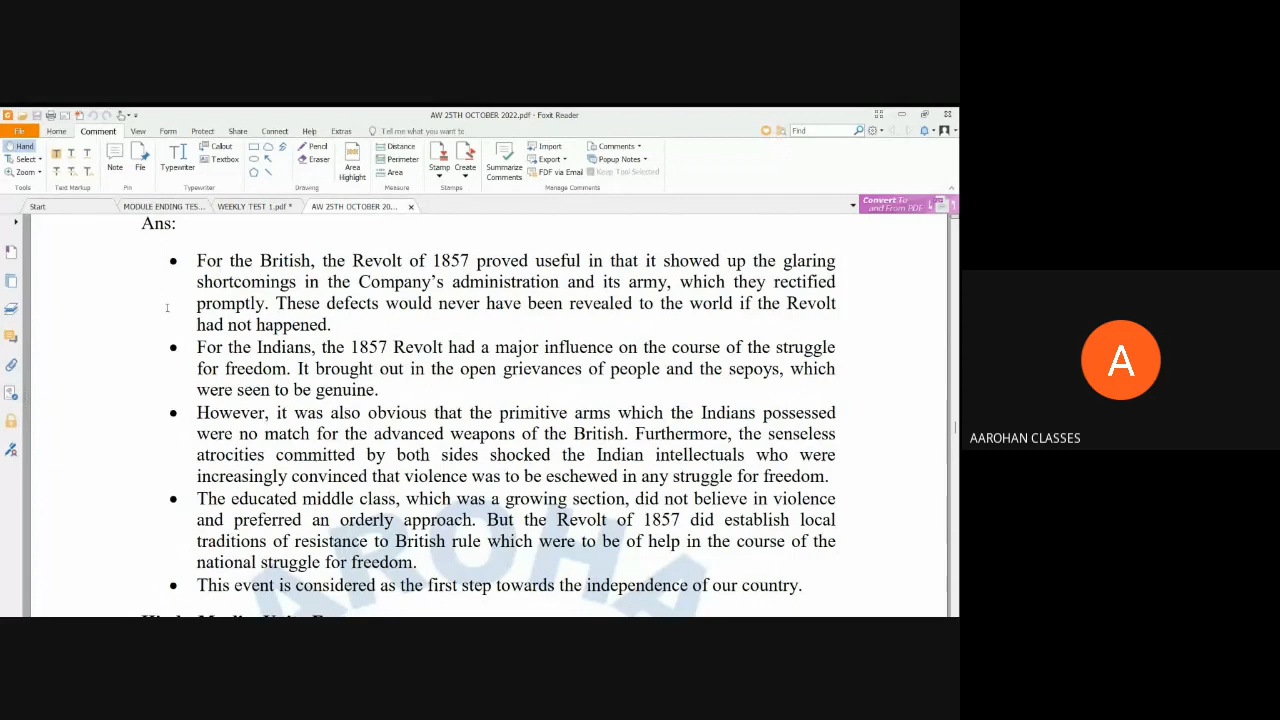 AW 25TH OCTOBER 2022.pdf - Foxit Reader
File Home Comment View Form Protect Share Connect Help Extras Tell me what you want to Find
Hand
Select
Zoom
Tools
Text Markup
Note
File
Pin
Typewriter
Callout
Textbox
Typewriter
Pencil
Eraser
Drawing
Area
Highlight
Distance
Perimeter
Area
Measure
Stamp
Create
Stamps
Summarize
Comments
Import
Export
FDF via Email
Comments
Popup Notes
Keep Tool Selected
Manage Comments
Start MODULE ENDING TES... WEEKLY TEST 1.pdf * AW 25TH OCTOBER 20...
Convert To
and From PDF
Ans:
• For the British, the Revolt of 1857 proved useful in that it showed up the glaring
shortcomings in the Company's administration and its army, which they rectified
promptly. These defects would never have been revealed to the world if the Revolt
had not happened.
• For the Indians, the 1857 Revolt had a major influence on the course of the struggle
for freedom. It brought out in the open grievances of people and the sepoys, which
were seen to be genuine.
• However, it was also obvious that the primitive arms which the Indians possessed
were no match for the advanced weapons of the British. Furthermore, the senseless
atrocities committed by both sides shocked the Indian intellectuals who were
increasingly convinced that violence was to be eschewed in any struggle for freedom.
• The educated middle class, which was a growing section, did not believe in violence
and preferred an orderly approach. But the Revolt of 1857 did establish local
traditions of resistance to British rule which were to be of help in the course of the
national struggle for freedom.
• This event is considered as the first step towards the independence of our country.
AROHA
A
AAROHAN CLASSES